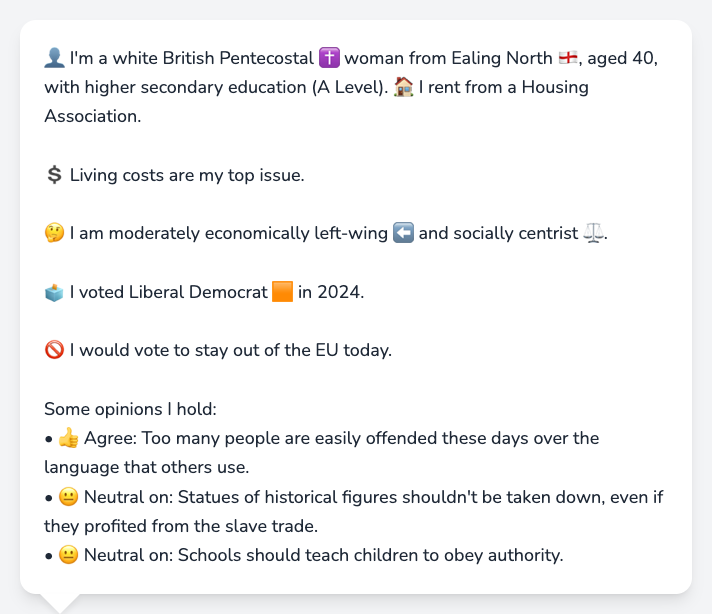 👤 I'm a white British Pentecostal ✝️ woman from Ealing North 🏴󠁧󠁢󠁥󠁮󠁧󠁿, aged 40,
with higher secondary education (A Level). 🏠 I rent from a Housing
Association.
💲 Living costs are my top issue.
🤔 I am moderately economically left-wing ⬅️ and socially centrist ⚖️.
🗳️ I voted Liberal Democrat 🟧 in 2024.
🚫 I would vote to stay out of the EU today.
Some opinions I hold:
• 👍 Agree: Too many people are easily offended these days over the
language that others use.
• 😐 Neutral on: Statues of historical figures shouldn't be taken down, even if
they profited from the slave trade.
• 😐 Neutral on: Schools should teach children to obey authority.